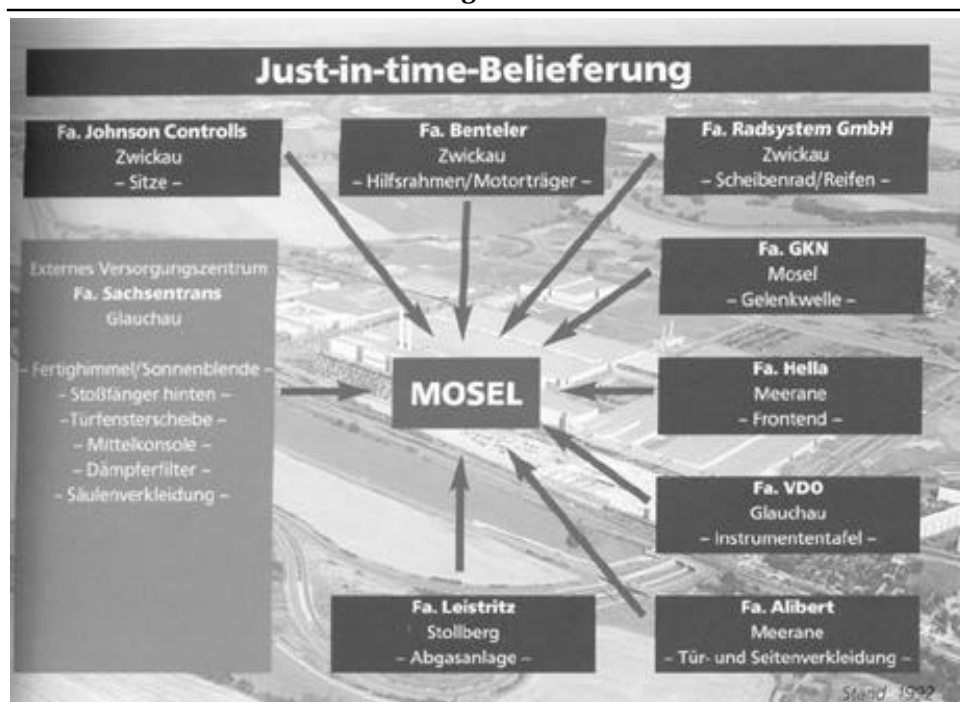 Just-in-time-Belieferung
Fa. Johnson Controlls
Zwickau
– Sitze –
Fa. Benteler
Zwickau
– Hilfsrahmen/Motorträger –
Fa. Radsystem GmbH
Zwickau
– Scheibenrad/Reifen –
Externes Versorgungszentrum
Fa. Sachsentrans
Glauchau
– Fertighimmel/Sonnenblende –
– Stoßfänger hinten –
– Türfensterscheibe –
– Mittelkonsole –
– Dämpferfilter –
– Säulenverkleidung –
Fa. GKN
Mosel
– Gelenkwelle –
MOSEL
Fa. Hella
Meerane
– Frontend –
Fa. VDO
Glauchau
– Instrumententafel –
Fa. Leistritz
Stollberg
– Abgasanlage –
Fa. Alibert
Meerane
– Tür- und Seitenverkleidung –
Stand 1992